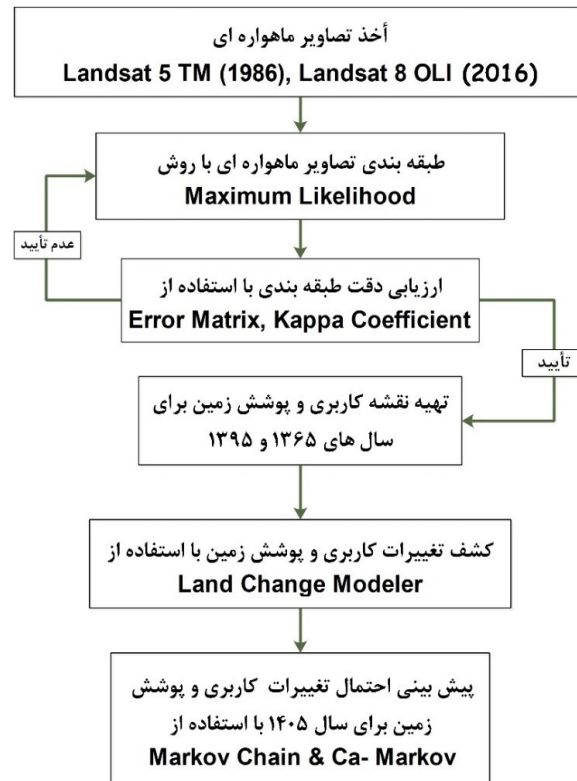 أخذ تصاویر ماهواره ای
Landsat 5 TM (1986), Landsat 8 OLI (2016)
طبقه بندی تصاویر ماهواره ای با روش
Maximum Likelihood
عدم تأیید
ارزیابی دقت طبقه بندی با استفاده از
Error Matrix, Kappa Coefficient
تأیید
تهیه نقشه کاربری و پوشش زمین برای
سال های ۱۳۶۵ و ۱۳۹۵
کشف تغییرات کاربری و پوشش زمین با استفاده از
Land Change Modeler
پیش بینی احتمال تغییرات کاربری و پوشش
زمین برای سال ۱۴۰۵ با استفاده از
Markov Chain & Ca- Markov